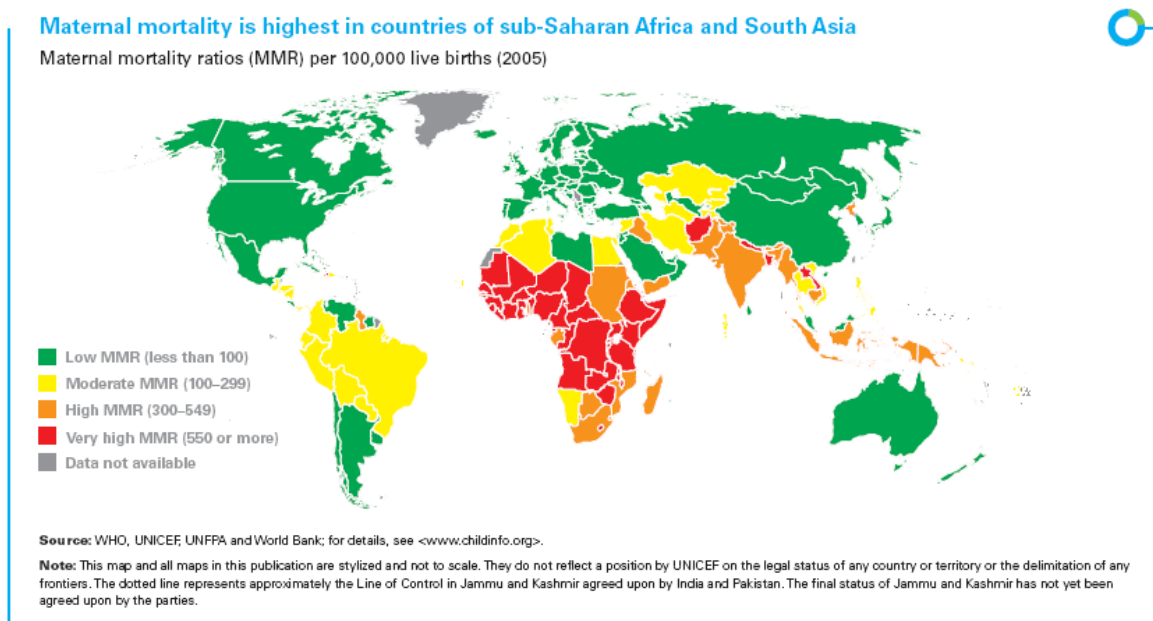 Maternal mortality is highest in countries of sub-Saharan Africa and South Asia
Maternal mortality ratios (MMR) per 100,000 live births (2005)
Low MMR (less than 100)
Moderate MMR (100–299)
High MMR (300–549)
Very high MMR (550 or more)
Data not available
Source: WHO, UNICEF, UNFPA and World Bank; for details, see <www.childinfo.org>.
Note: This map and all maps in this publication are stylized and not to scale. They do not reflect a position by UNICEF on the legal status of any country or territory or the delimitation of any
frontiers. The dotted line represents approximately the Line of Control in Jammu and Kashmir agreed upon by India and Pakistan. The final status of Jammu and Kashmir has not yet been
agreed upon by the parties.